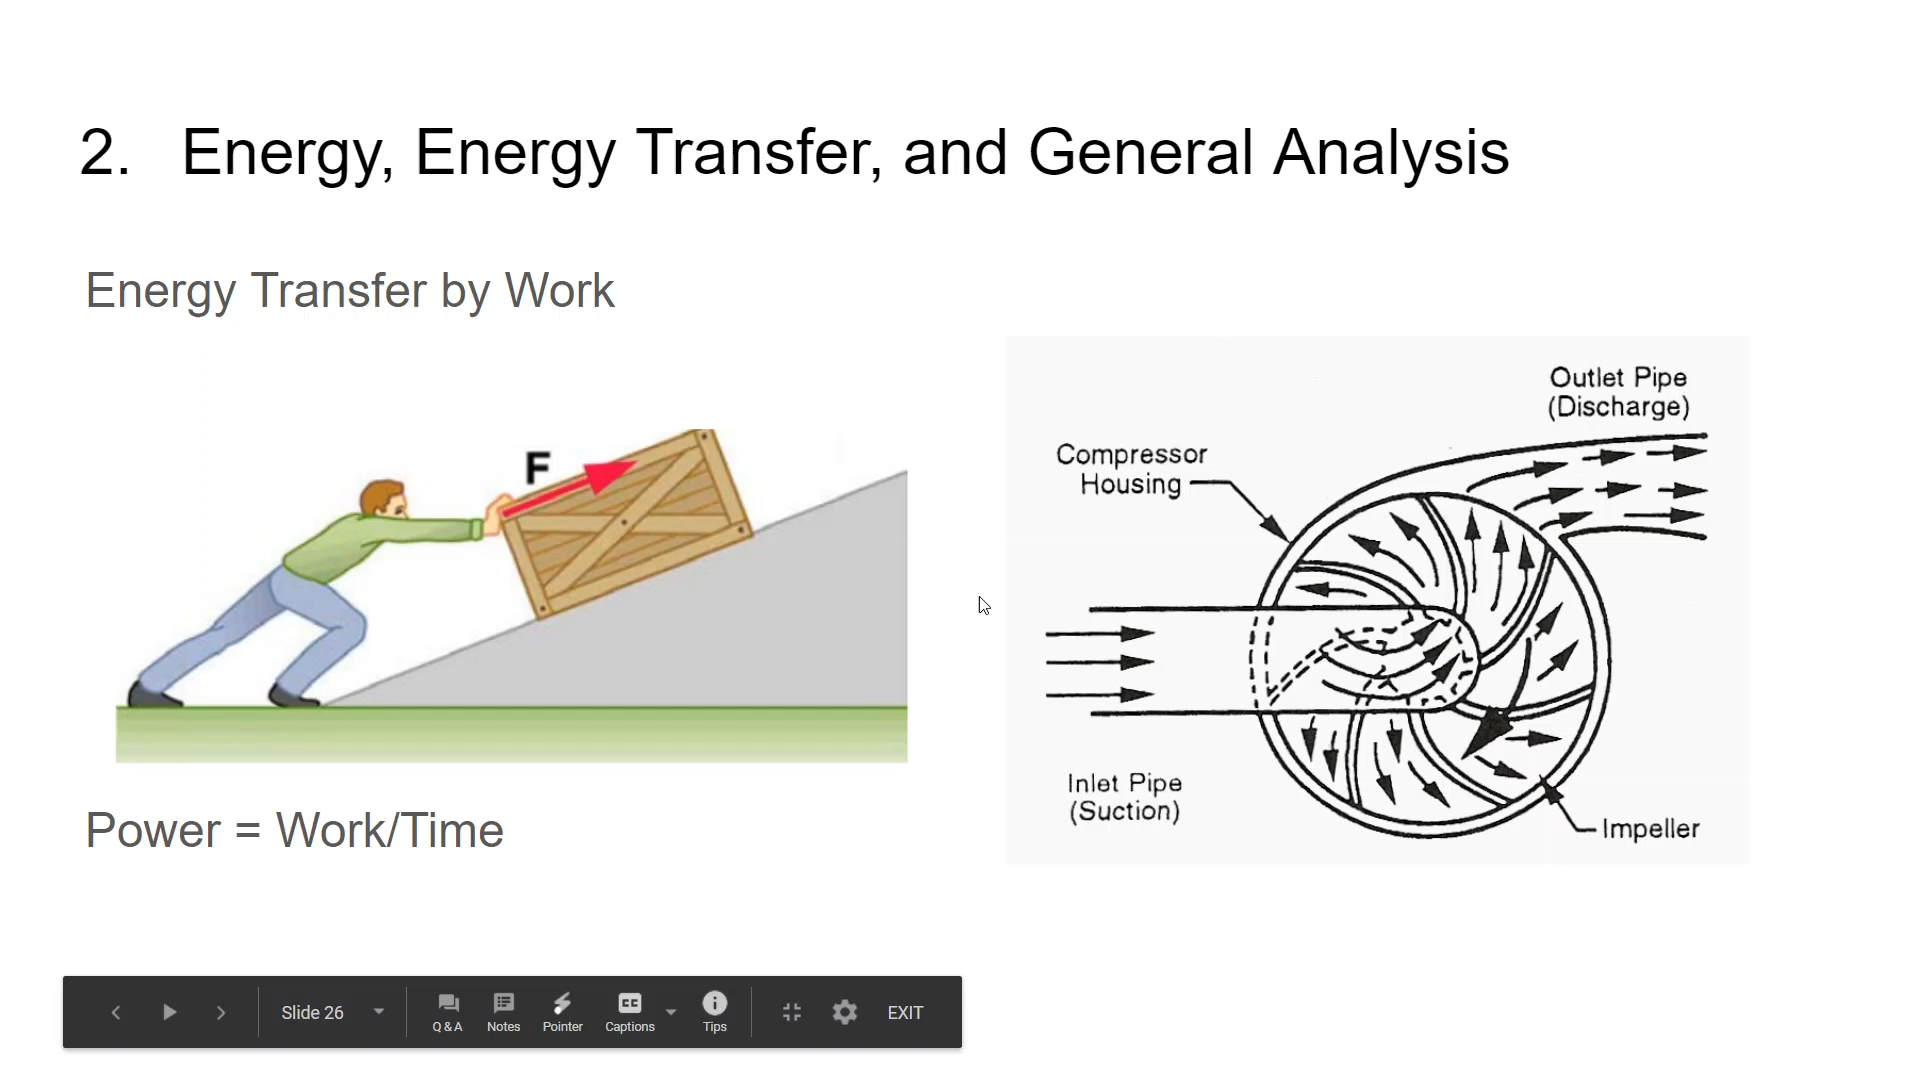 2. Energy, Energy Transfer, and General Analysis
Energy Transfer by Work
F
Power = Work/Time
Outlet Pipe
(Discharge)
Compressor
Housing
Inlet Pipe
(Suction)
Impeller
Slide 26
Q & A
Notes
Pointer
CC
Captions
Tips
EXIT